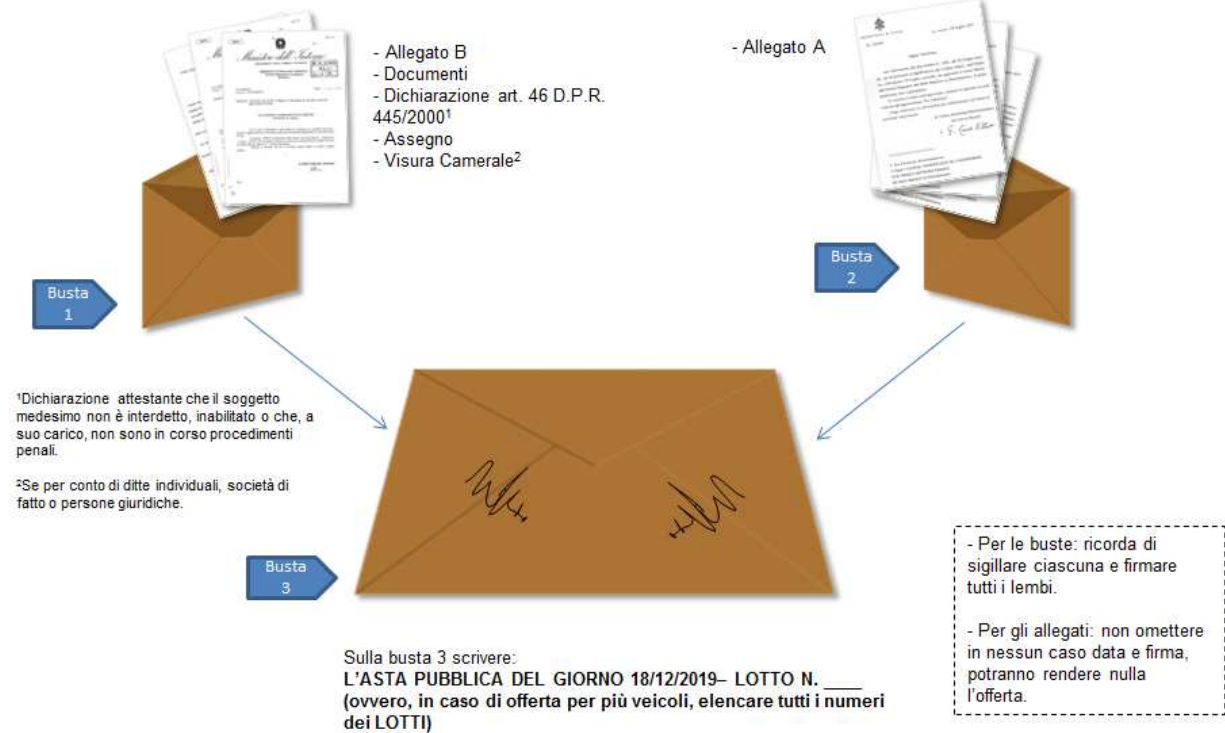 - Allegato B
- Documenti
- Dichiarazione art. 46 D.P.R.
445/2000¹
- Assegno
- Visura Camerale²
- Allegato A
Ministero dell'Interno
Busta
1
Busta
2
¹Dichiarazione attestante che il soggetto
medesimo non è interdetto, inabilitato o che, a
suo carico, non sono in corso procedimenti
penali.
²Se per conto di ditte individuali, società di
fatto o persone giuridiche.
Busta
3
- Per le buste: ricorda di
sigillare ciascuna e firmare
tutti i lembi.
- Per gli allegati: non omettere
in nessun caso data e firma,
potranno rendere nulla
l'offerta.
Sulla busta 3 scrivere:
L'ASTA PUBBLICA DEL GIORNO 18/12/2019– LOTTO N. ____
(ovvero, in caso di offerta per più veicoli, elencare tutti i numeri
dei LOTTI)